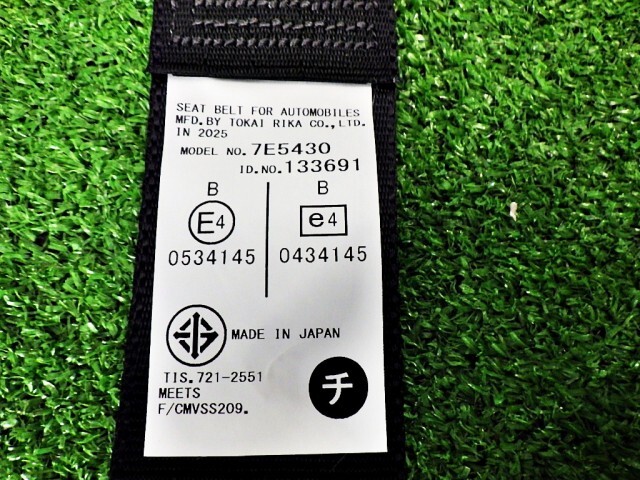 SEAT BELT FOR AUTOMOBILES
MFD.BY TOKAI RIKA CO.,LTD.
IN 2025
MODEL NO. 7E5430
ID.NO. 133691
B B
E4 e4
0534145 0434145
MADE IN JAPAN
TIS.721-2551
MEETS
F/CMVSS209.
チ